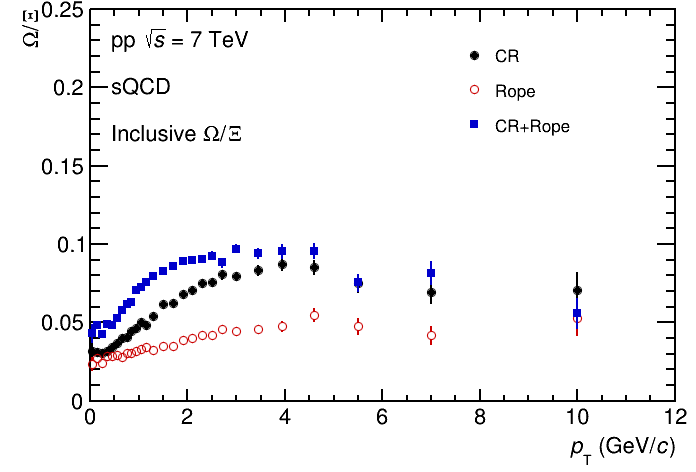 Ω/Ξ
0.25
0.2
0.15
0.1
0.05
0
pp √s = 7 TeV
sQCD
Inclusive Ω/Ξ
CR
Rope
CR+Rope
0 2 4 6 8 10 12
p_T (GeV/c)